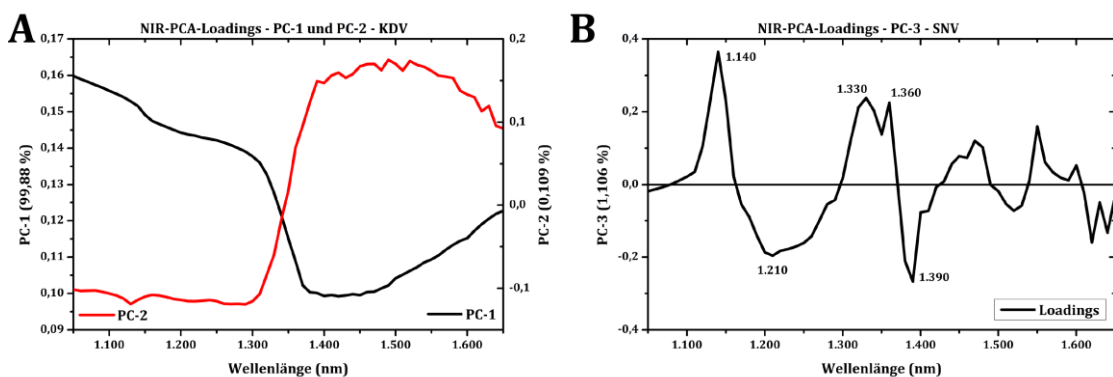 A
NIR-PCA-Loadings - PC-1 und PC-2 - KDV
PC-1 (99,88 %)
0,16
0,15
0,14
0,13
0,12
0,11
0,10
0,09
0,2
0,1
0,0
-0,1
PC-2 (0,109 %)
PC-2
PC-1
1.100 1.200 1.300 1.400 1.500 1.600
Wellenlänge (nm)
B
NIR-PCA-Loadings - PC-3 - SNV
PC-3 (1,106 %)
0,4
0,2
0,0
-0,2
-0,4
1.140
1.330
1.360
1.210
1.390
Loadings
1.100 1.200 1.300 1.400 1.500 1.600
Wellenlänge (nm)